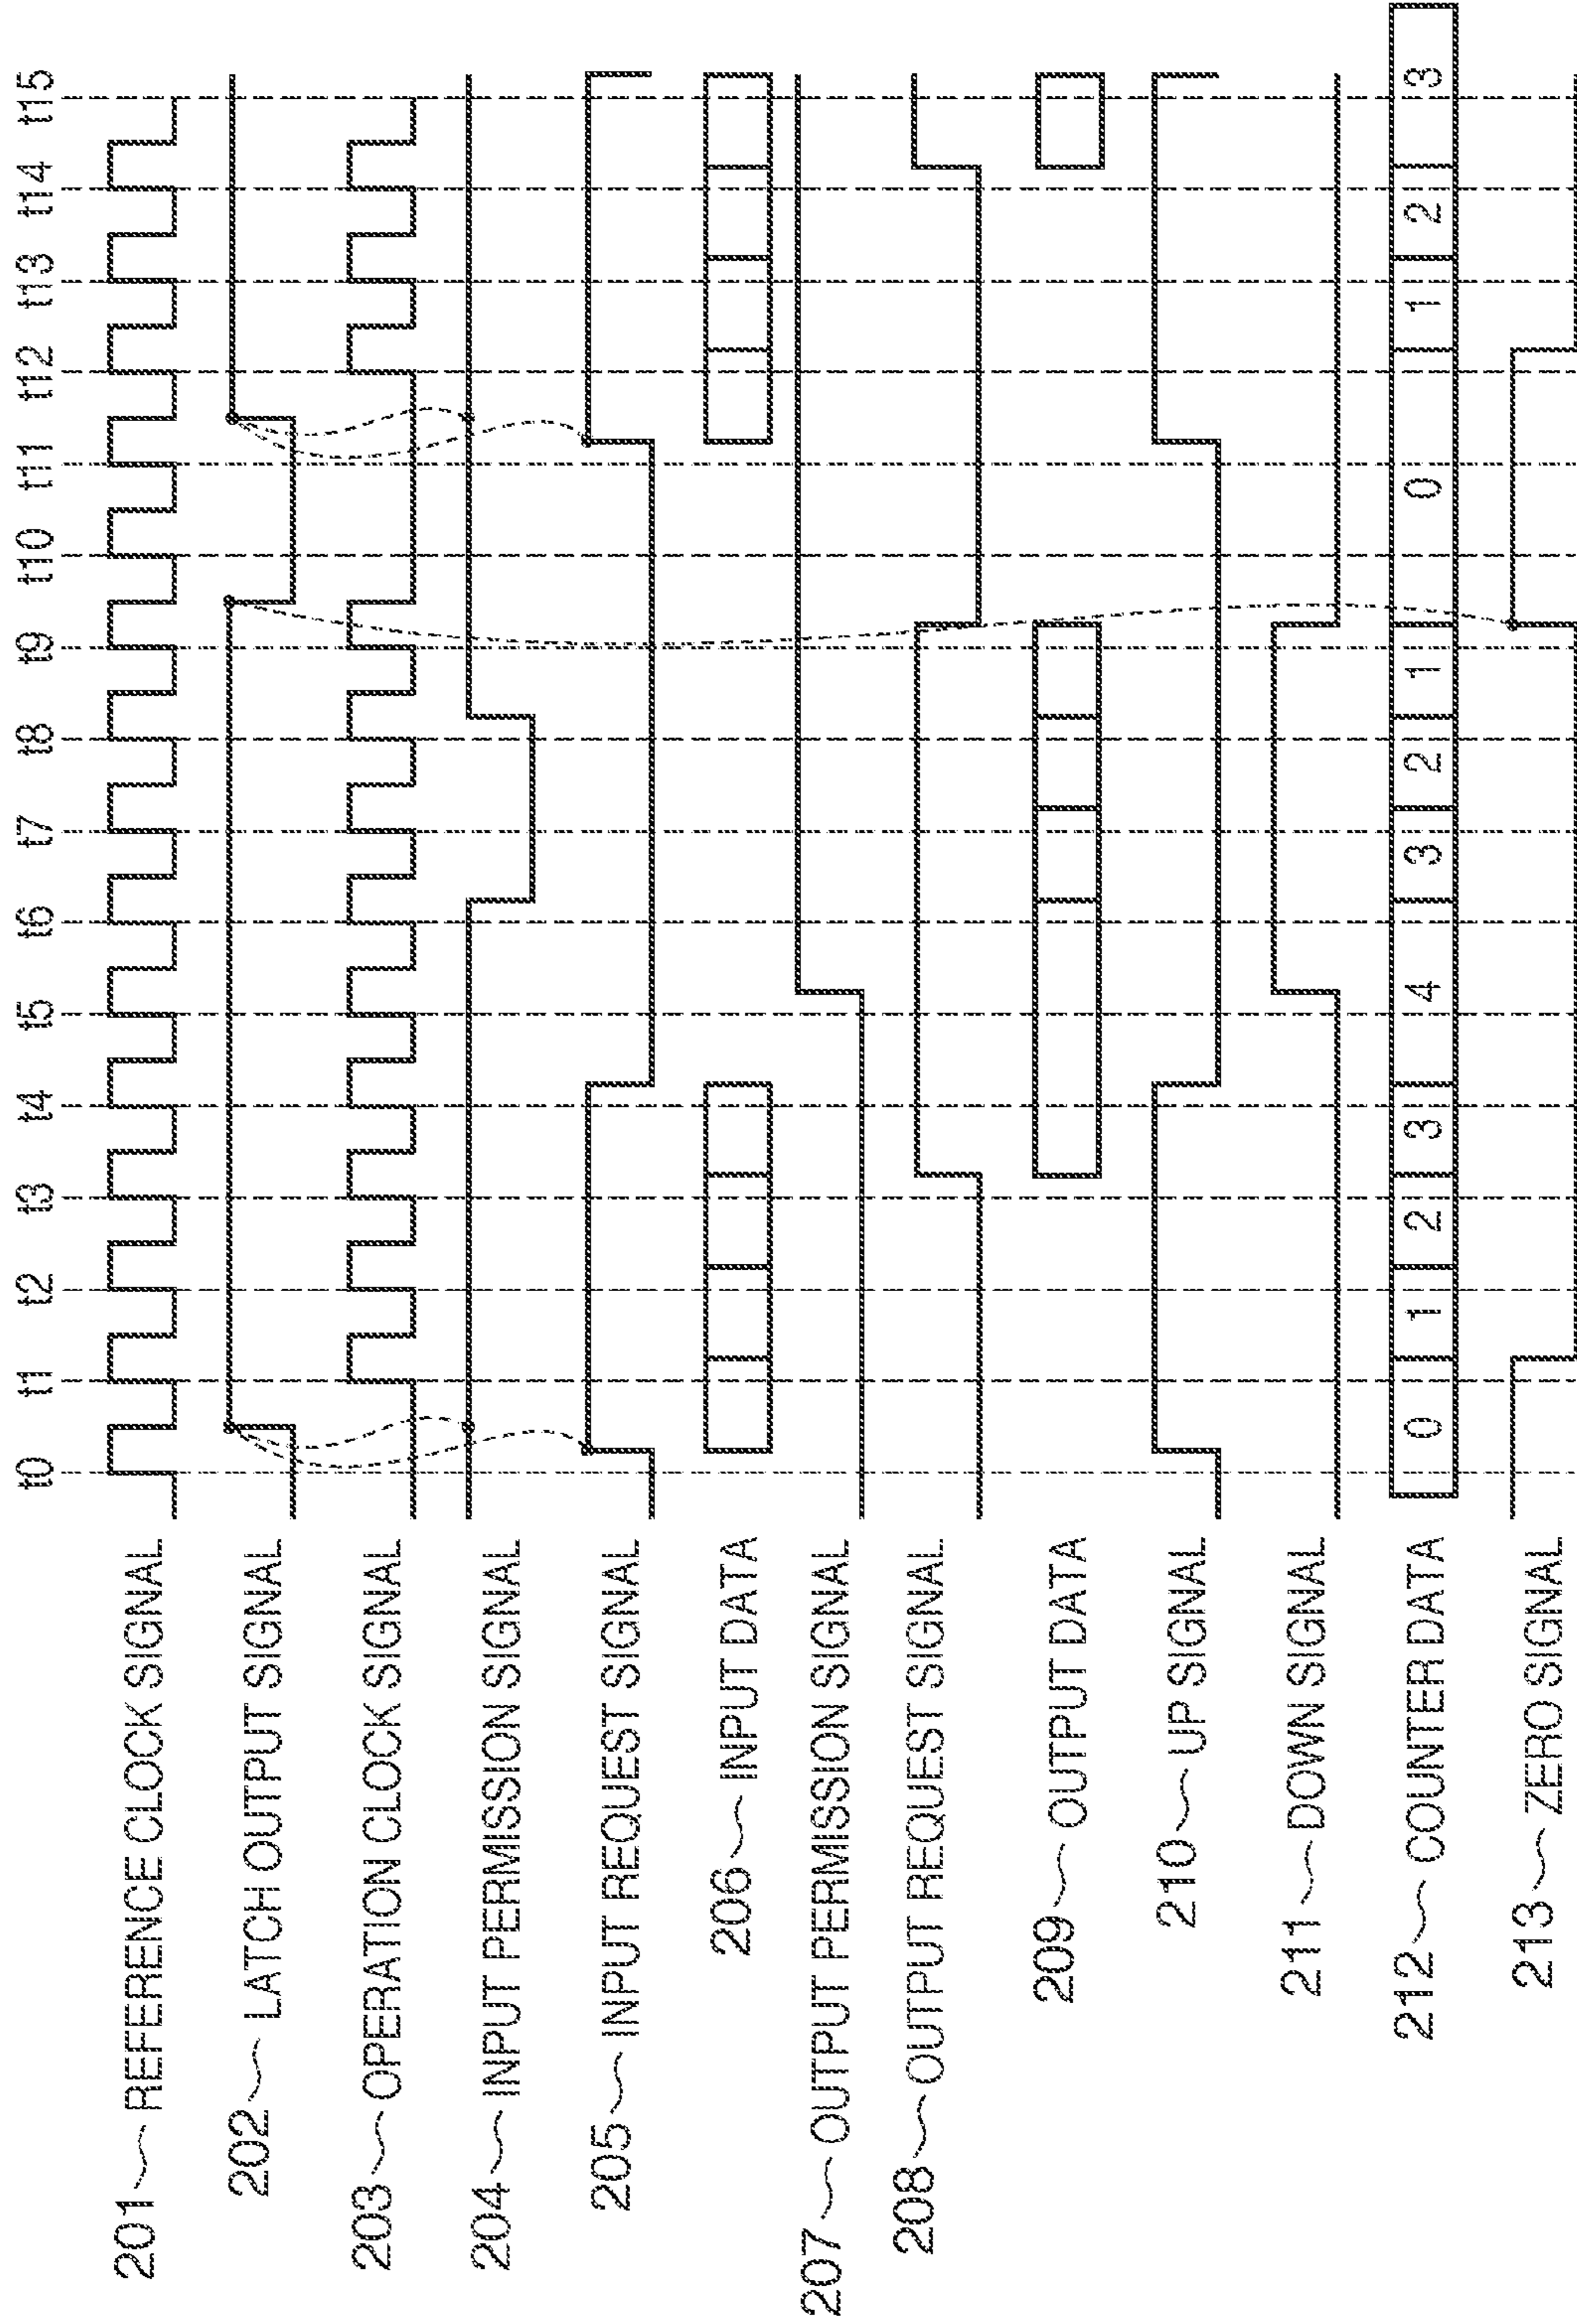 t0 t1 t2 t3 t4 t5 t6 t7 t8 t9 t10 t11 t12 t13 t14 t15
201 REFERENCE CLOCK SIGNAL
202 LATCH OUTPUT SIGNAL
203 OPERATION CLOCK SIGNAL
204 INPUT PERMISSION SIGNAL
205 INPUT REQUEST SIGNAL
206 INPUT DATA
207 OUTPUT PERMISSION SIGNAL
208 OUTPUT REQUEST SIGNAL
209 OUTPUT DATA
210 UP SIGNAL
211 DOWN SIGNAL
212 COUNTER DATA 0 1 2 3 4 3 2 1 0 1 2 3
213 ZERO SIGNAL